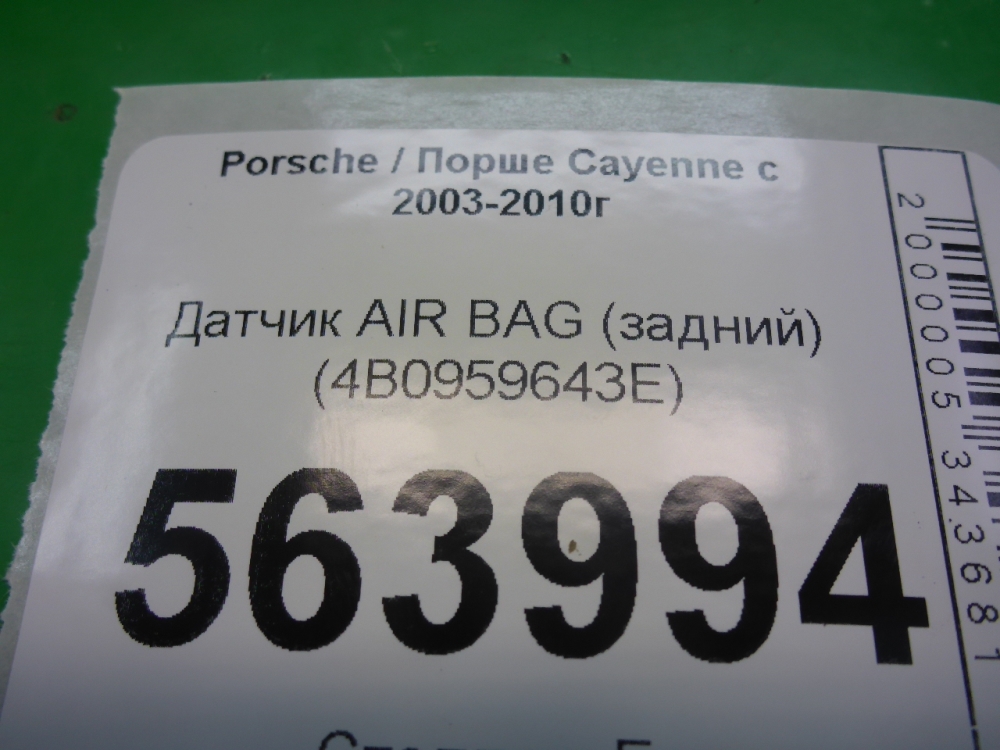 Porsche / Порше Cayenne с
2003-2010г
Датчик AIR BAG (задний)
(4B0959643E)
563994
2000005343681